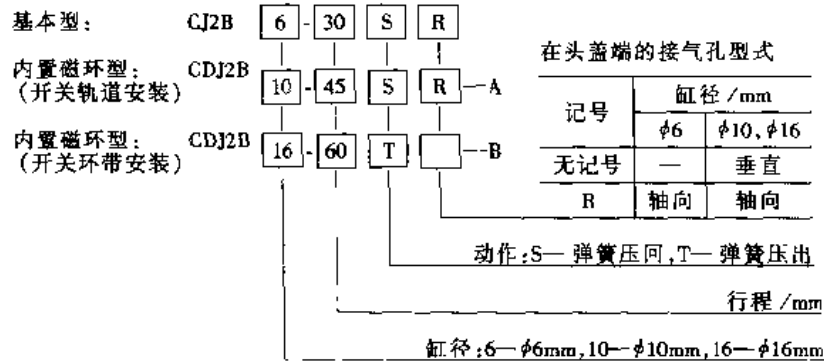 基本型: CJ2B 6 - 30 S R
内置磁环型: CDJ2B 10 - 45 S R —A
(开关轨道安装)
内置磁环型: CDJ2B 16 - 60 T —B
(开关环带安装)
在头盖端的接气孔型式
记号 缸径/mm
ϕ6 ϕ10,ϕ16
无记号 — 垂直
R 轴向 轴向
动作:S—弹簧压回,T—弹簧压出
行程/mm
缸径:6—ϕ6mm,10—ϕ10mm,16—ϕ16mm